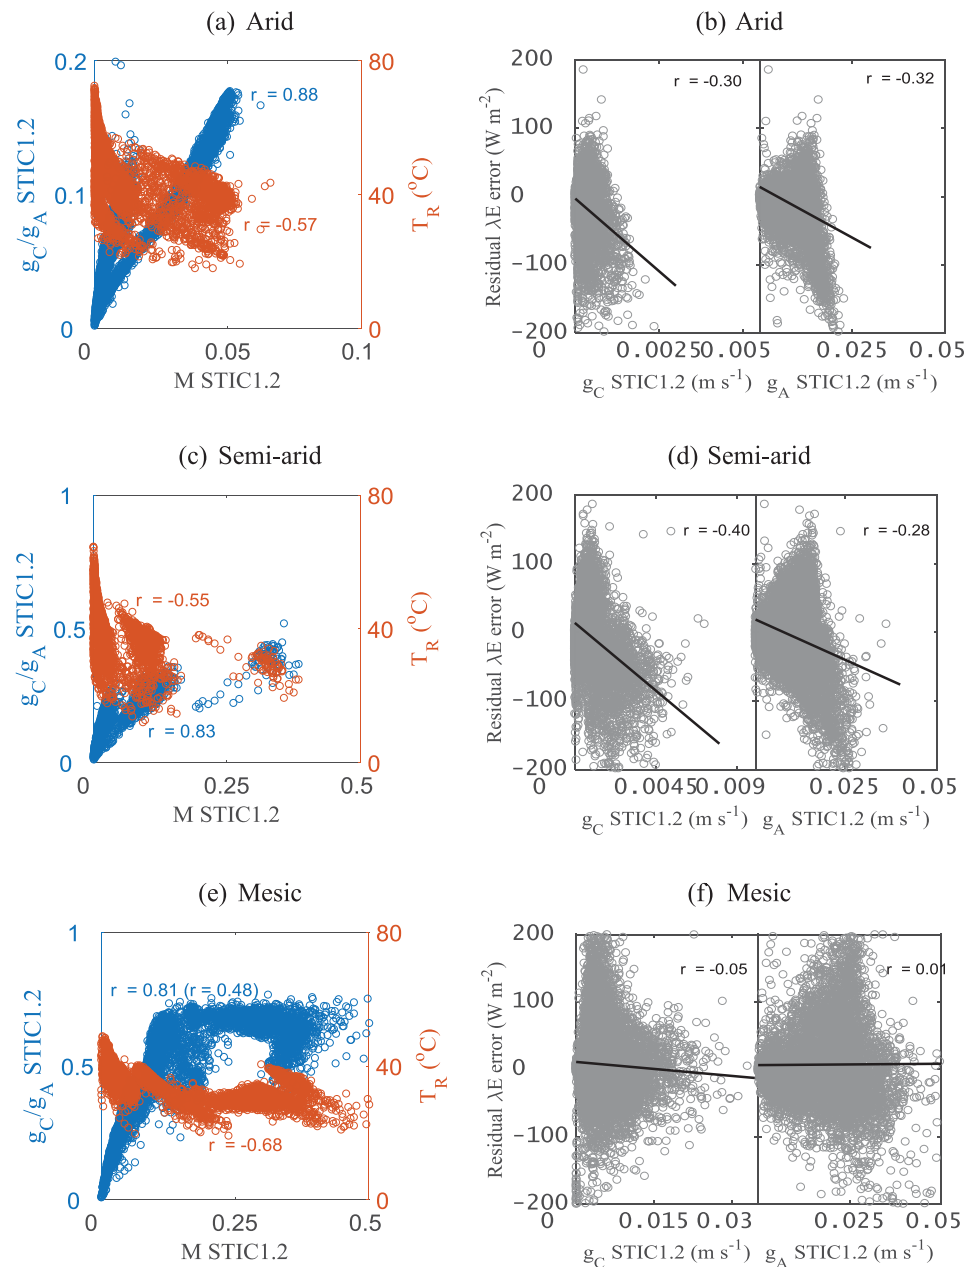 (a) Arid
(b) Arid
0.2
0.1
0
g_C/g_A STIC1.2
r = 0.88
r = -0.57
80
40
0
T_R (°C)
0
0.05
0.1
M STIC1.2
200
100
0
-100
-200
Residual λE error (W m^-2)
r = -0.30
r = -0.32
0
0.0025
0.005
0.025
0.05
g_C STIC1.2 (m s^-1)
g_A STIC1.2 (m s^-1)
(c) Semi-arid
(d) Semi-arid
1
0.5
0
g_C/g_A STIC1.2
r = -0.55
r = 0.83
80
40
0
T_R (°C)
0
0.25
0.5
M STIC1.2
200
100
0
-100
-200
Residual λE error (W m^-2)
r = -0.40
r = -0.28
0
0.0045
0.009
0.025
0.05
g_C STIC1.2 (m s^-1)
g_A STIC1.2 (m s^-1)
(e) Mesic
(f) Mesic
1
0.5
0
g_C/g_A STIC1.2
r = 0.81 (r = 0.48)
r = -0.68
80
40
0
T_R (°C)
0
0.25
0.5
M STIC1.2
200
100
0
-100
-200
Residual λE error (W m^-2)
r = -0.05
r = 0.01
0
0.015
0.03
0.025
0.05
g_C STIC1.2 (m s^-1)
g_A STIC1.2 (m s^-1)